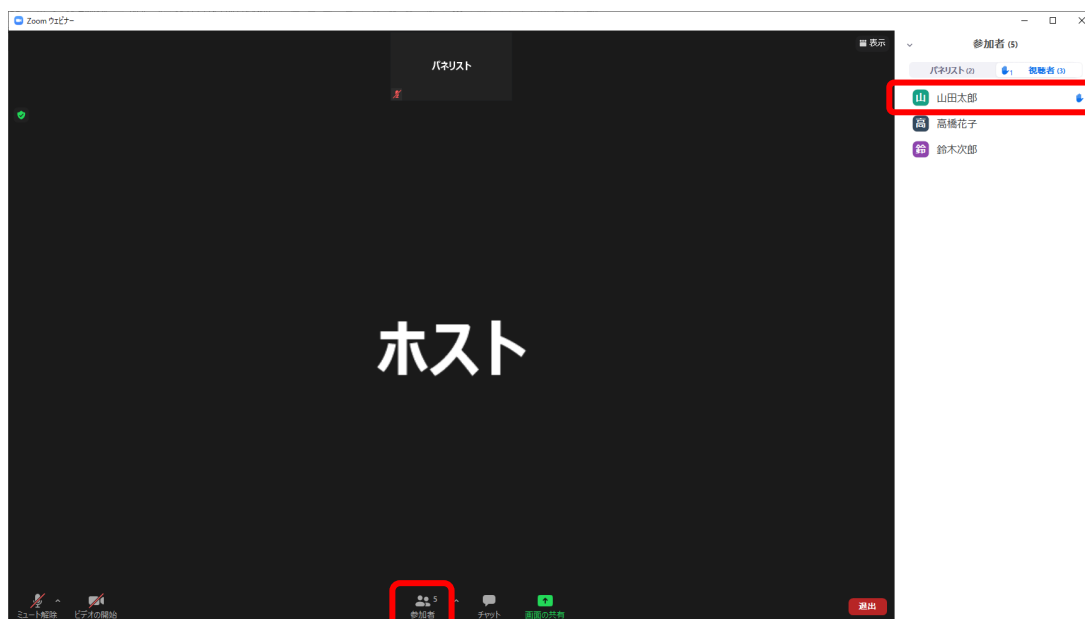 Zoom ウェビナー
表示
パネリスト
ホスト
参加者 (5)
パネリスト (2)
1 視聴者 (3)
山 山田太郎
高 高橋花子
鈴 鈴木次郎
ミュート解除
ビデオの開始
5
参加者
チャット
画面の共有
退出